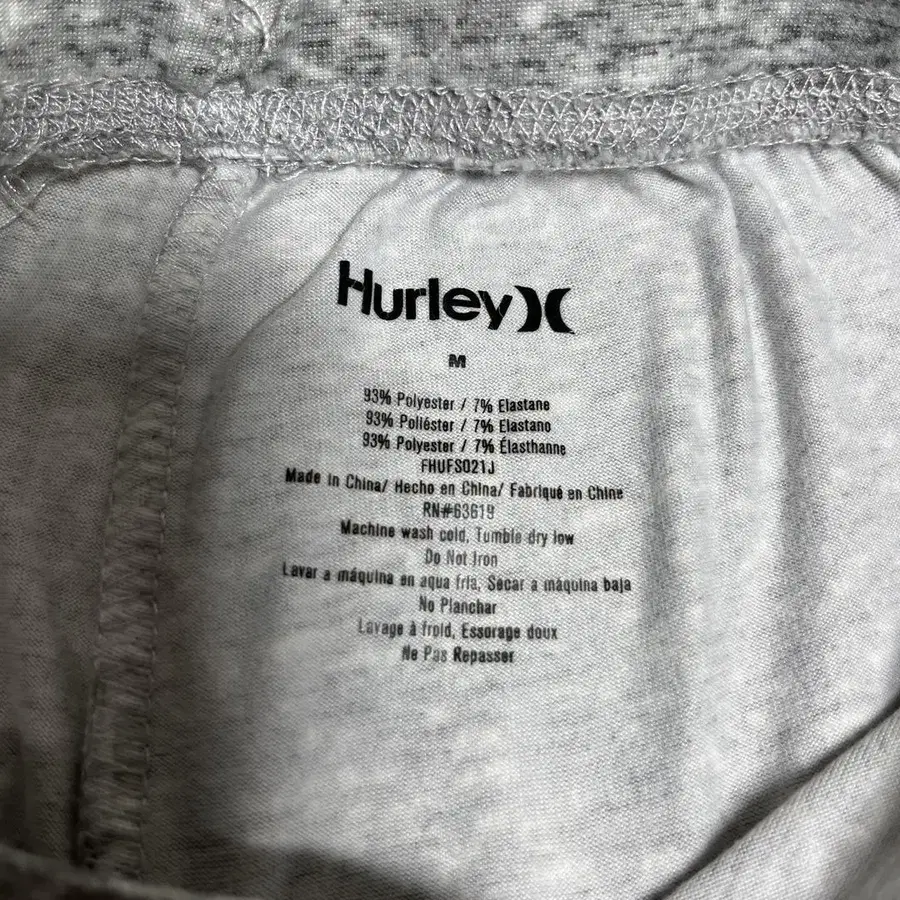 Hurley
M
93% Polyester / 7% Elastane
93% Poliéster / 7% Elastano
93% Polyester / 7% Élasthanne
FHUFS021J
Made in China/ Hecho en China/ Fabriqué en Chine
RN#63619
Machine wash cold, Tumble dry low
Do Not Iron
Lavar a máquina en aqua fría, Secar a máquina baja
No Planchar
Lavage à froid, Essorage doux
Ne Pas Repasser